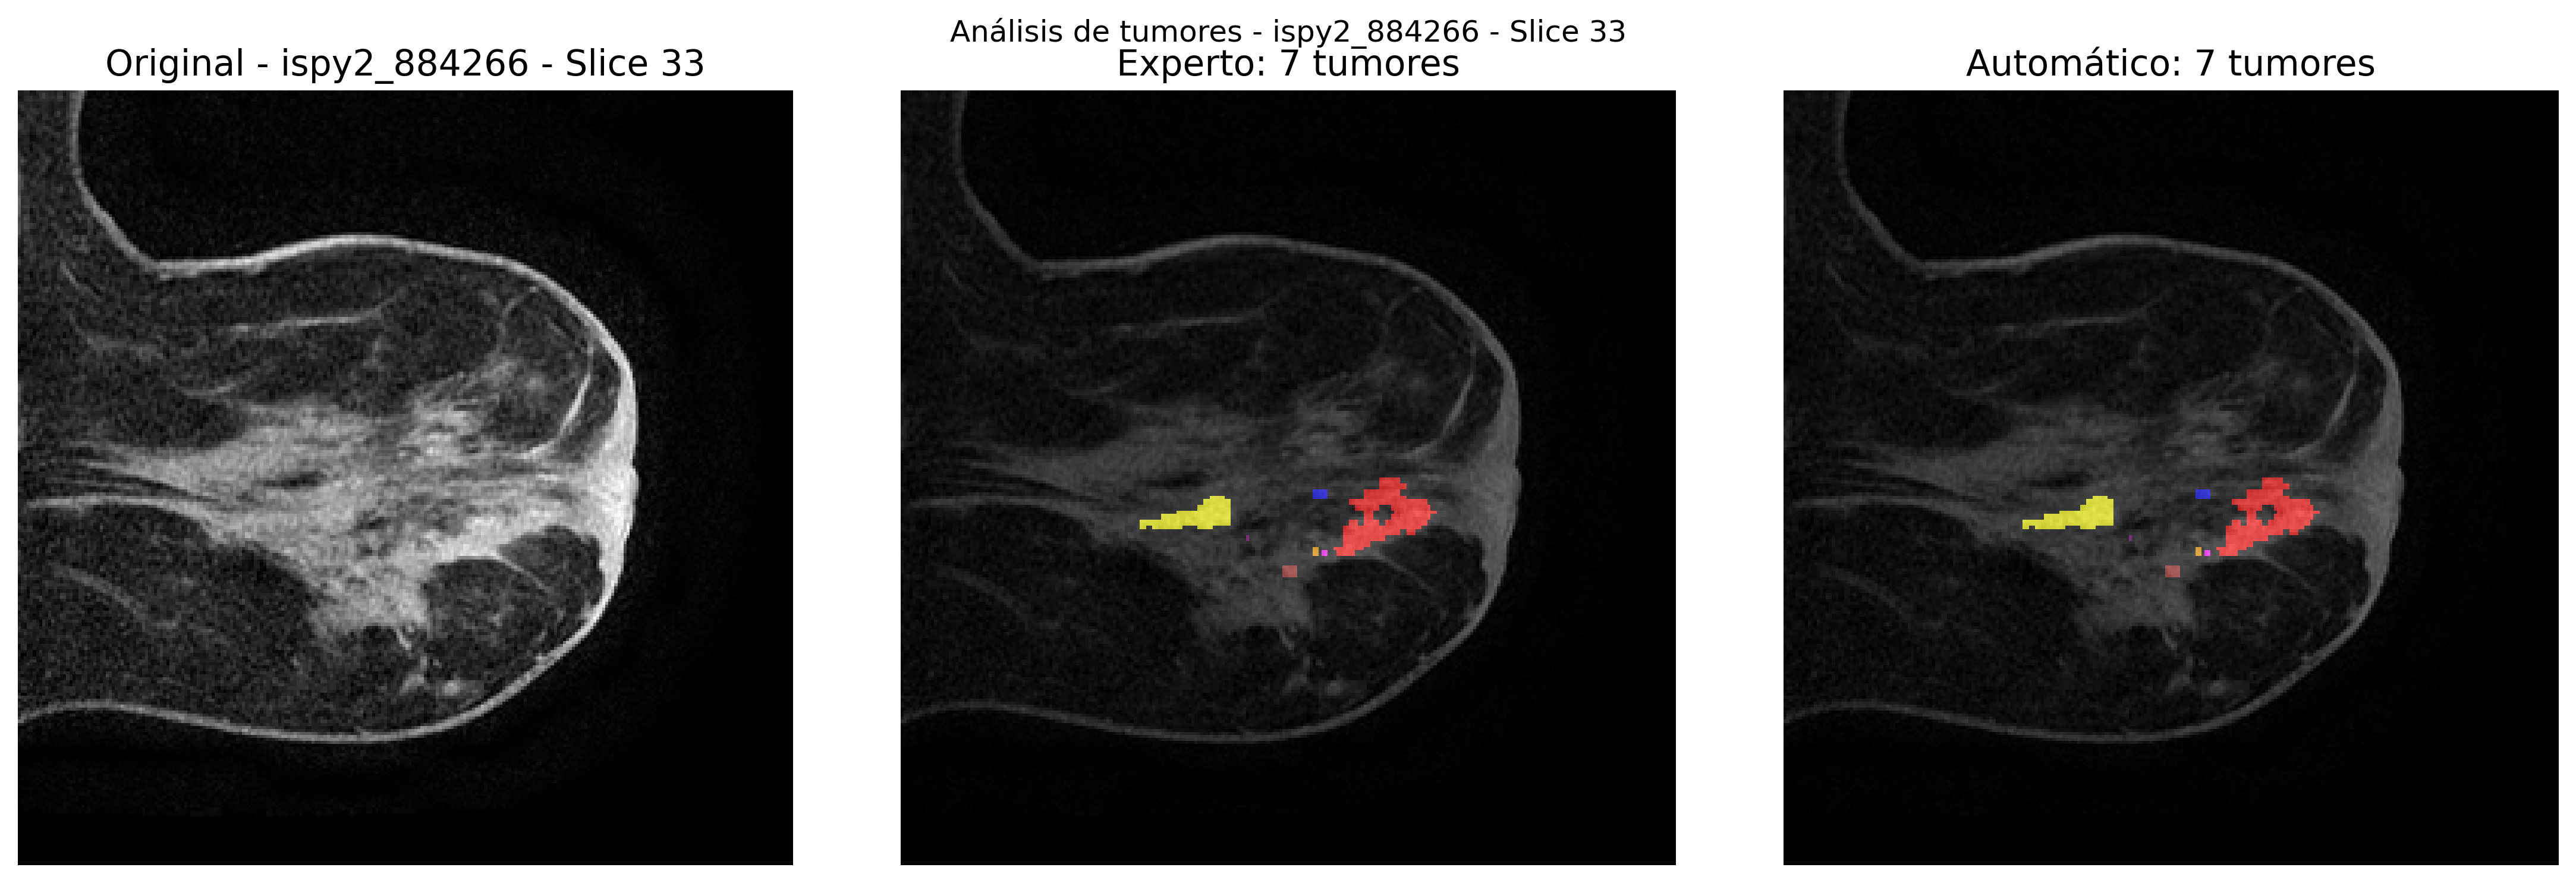 Análisis de tumores - ispy2_884266 - Slice 33
Original - ispy2_884266 - Slice 33
Experto: 7 tumores
Automático: 7 tumores